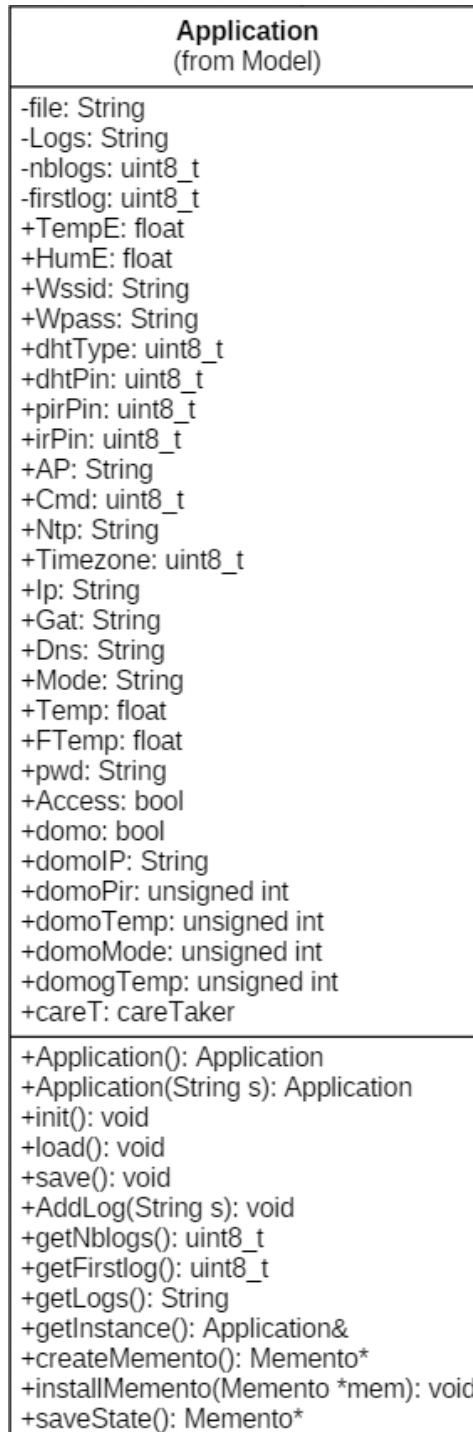 Application
(from Model)
-file: String
-Logs: String
-nblogs: uint8_t
-firstlog: uint8_t
+TempE: float
+HumE: float
+Wssid: String
+Wpass: String
+dhtType: uint8_t
+dhtPin: uint8_t
+pirPin: uint8_t
+irPin: uint8_t
+AP: String
+Cmd: uint8_t
+Ntp: String
+Timezone: uint8_t
+Ip: String
+Gat: String
+Dns: String
+Mode: String
+Temp: float
+FTemp: float
+pwd: String
+Access: bool
+domo: bool
+domoIP: String
+domoPir: unsigned int
+domoTemp: unsigned int
+domoMode: unsigned int
+domogTemp: unsigned int
+careT: careTaker
+Application(): Application
+Application(String s): Application
+init(): void
+load(): void
+save(): void
+AddLog(String s): void
+getNblogs(): uint8_t
+getFirstlog(): uint8_t
+getLogs(): String
+getInstance(): Application&
+createMemento(): Memento*
+installMemento(Memento *mem): void
+saveState(): Memento*